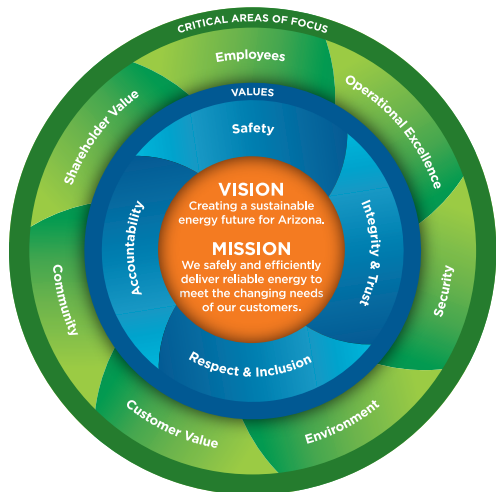 CRITICAL AREAS OF FOCUS
Employees
Operational Excellence
Security
Environment
Customer Value
Community
Shareholder Value
VALUES
Safety
Integrity & Trust
Respect & Inclusion
Accountability
VISION
Creating a sustainable
energy future for Arizona.
MISSION
We safely and efficiently
deliver reliable energy to
meet the changing needs
of our customers.